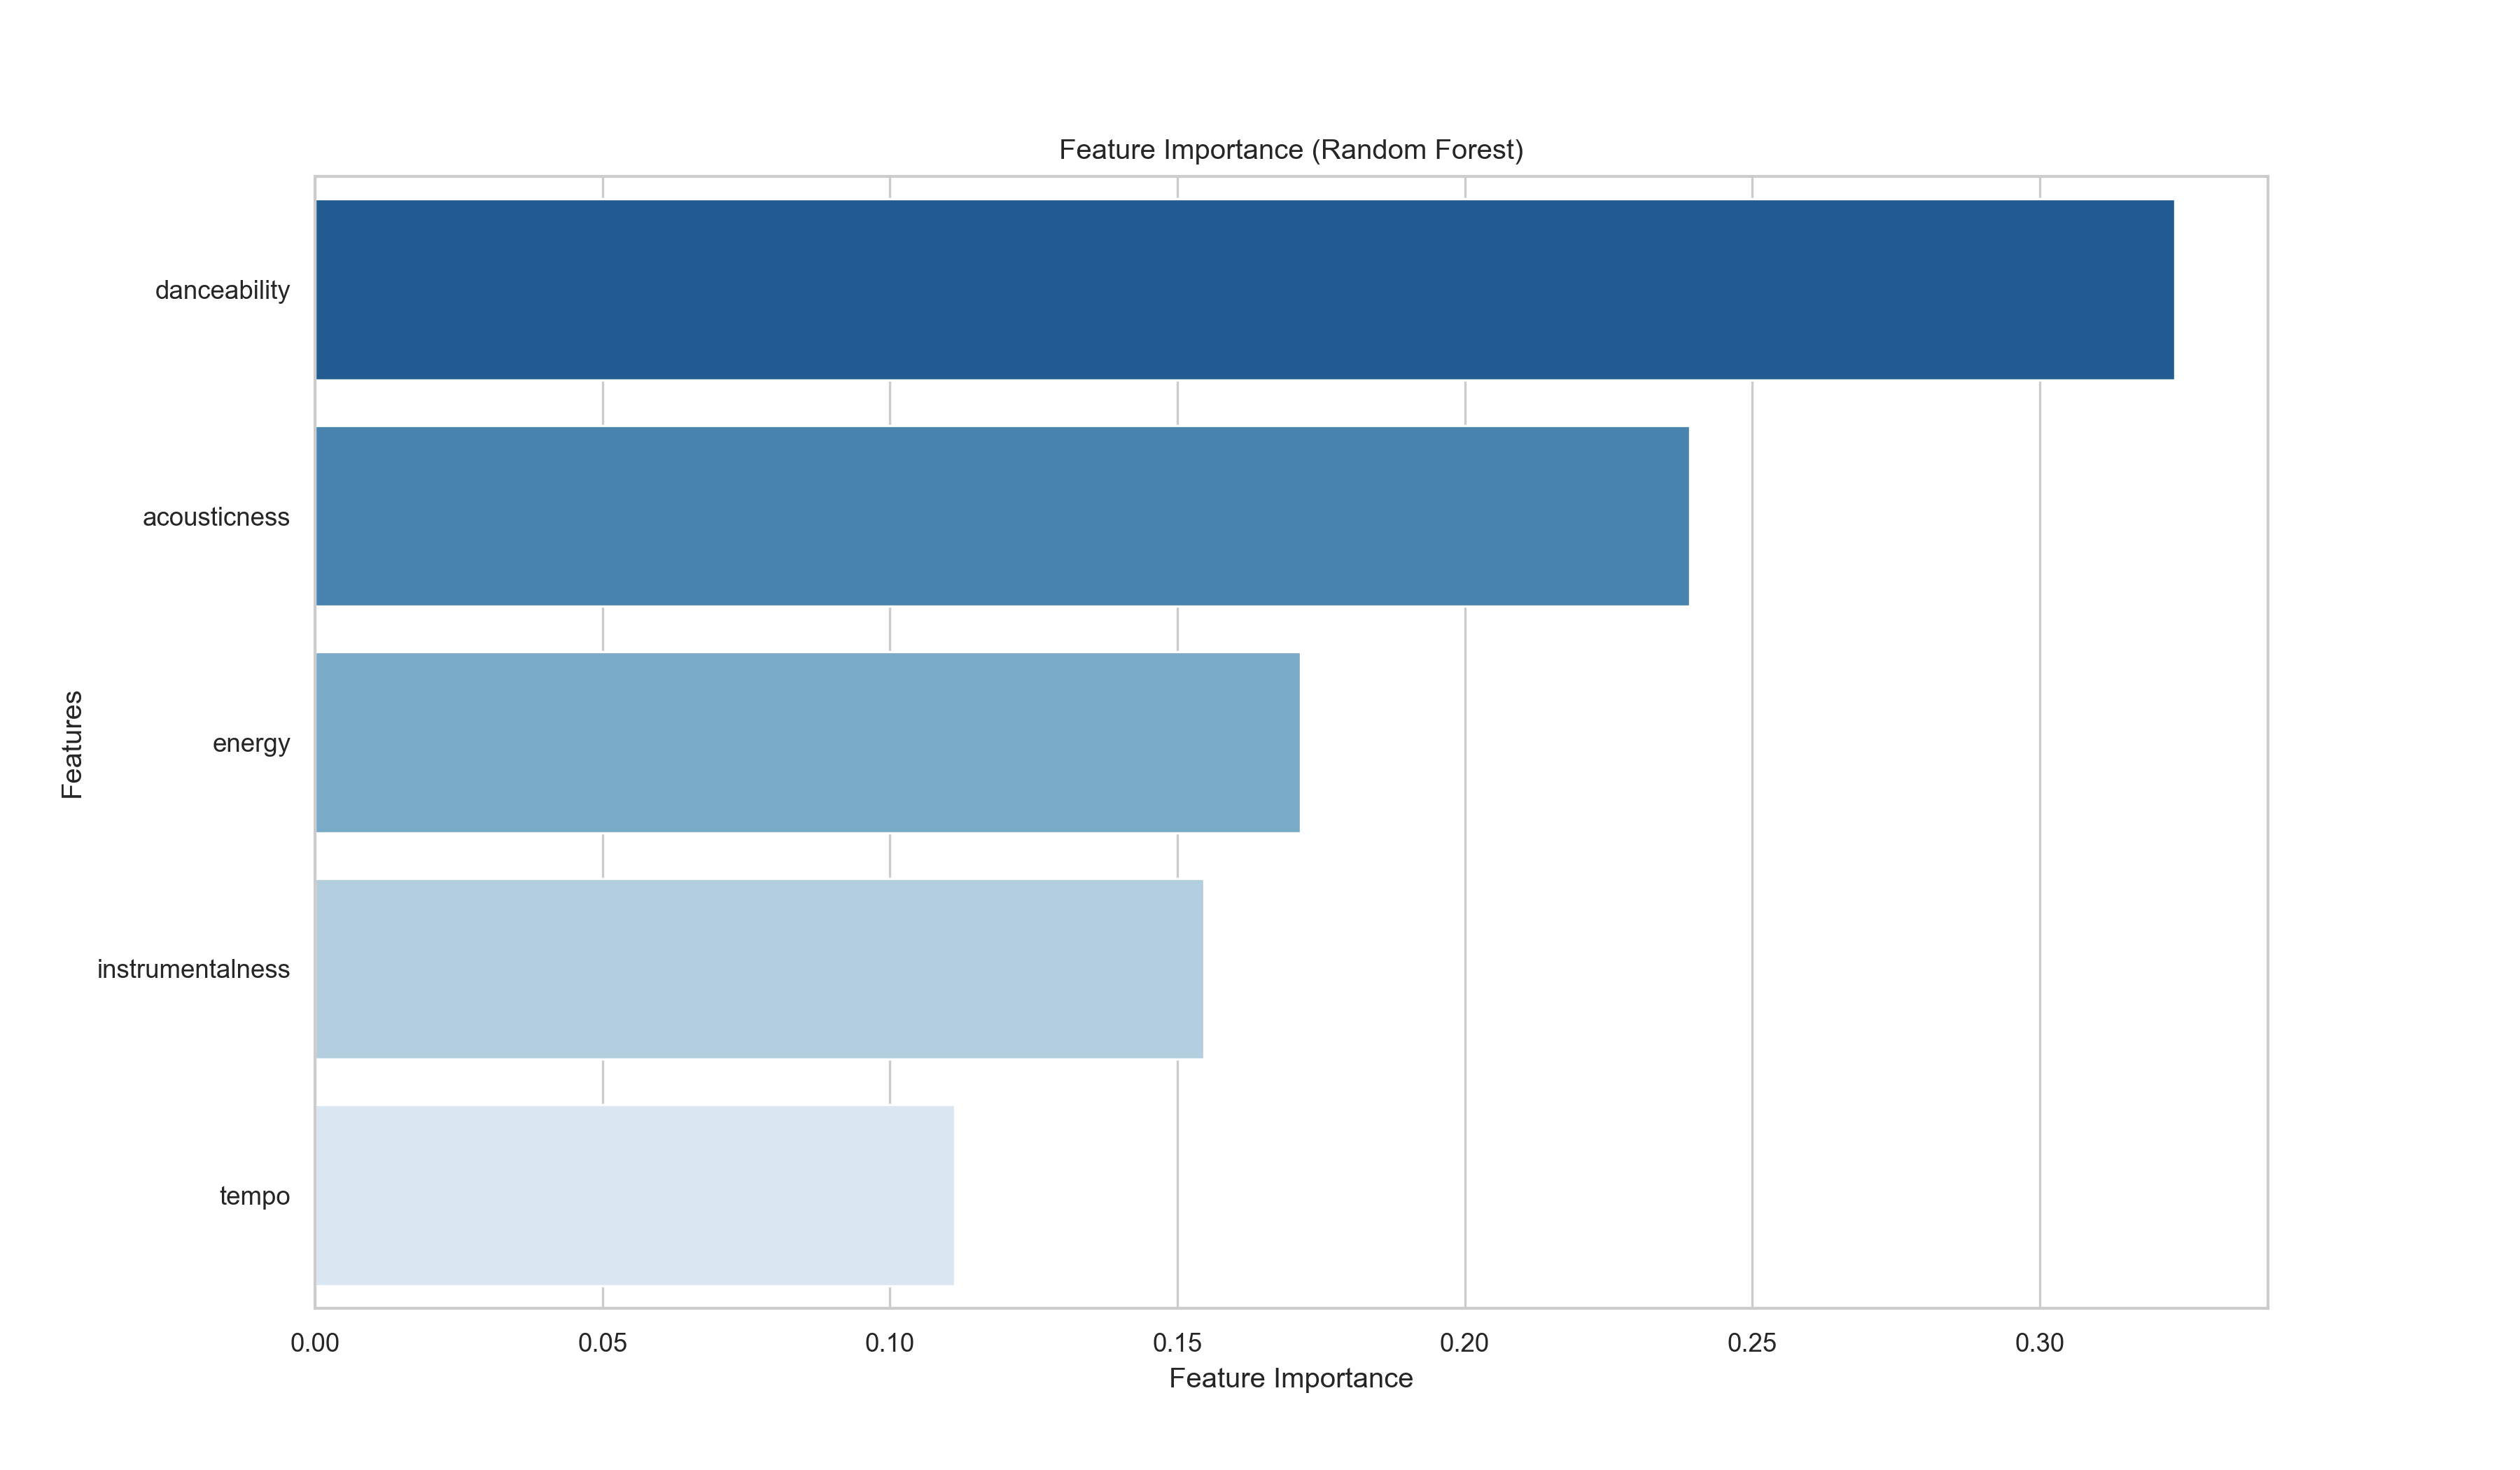 Feature Importance (Random Forest)
danceability
acousticness
energy
instrumentalness
tempo
Features
0.00 0.05 0.10 0.15 0.20 0.25 0.30
Feature Importance